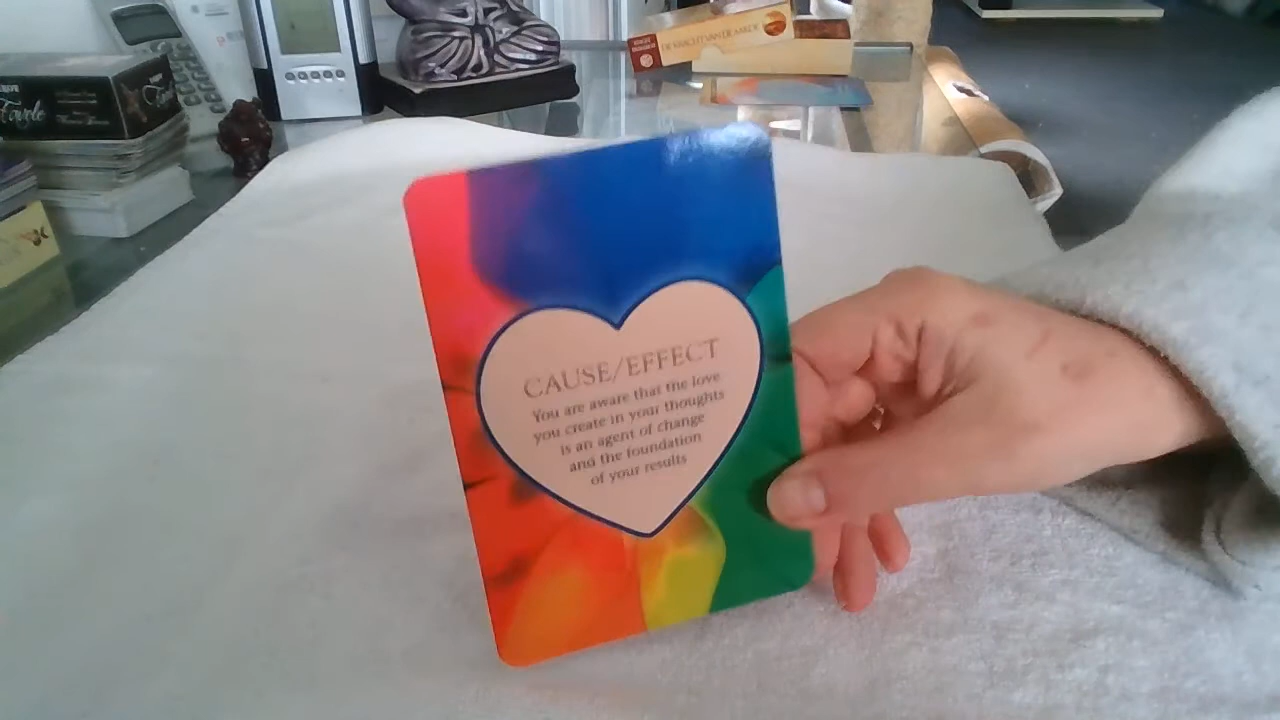 CAUSE/EFFECT
You are aware that the love
you create in your thoughts
is an agent of change
and the foundation
of your results